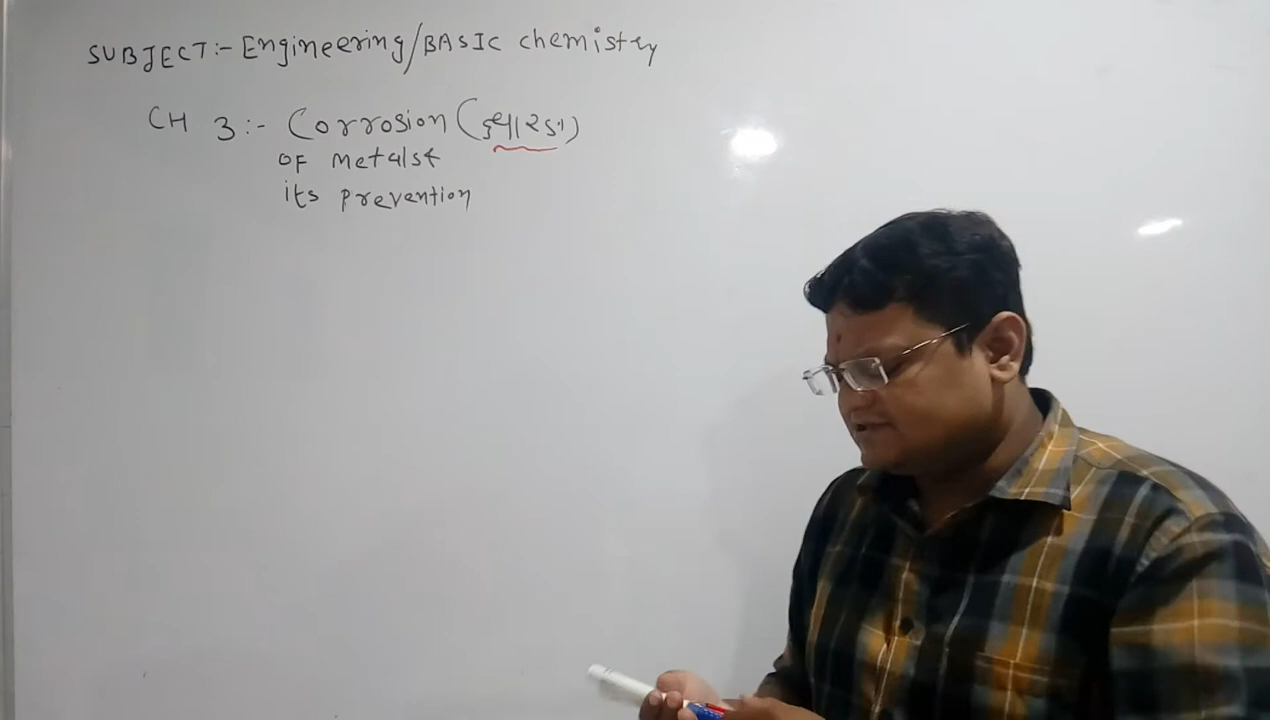 SUBJECT:- Engineering/BASIC chemistry
CH 3:- Corrosion (ક્ષારણ)
OF metals &
its prevention